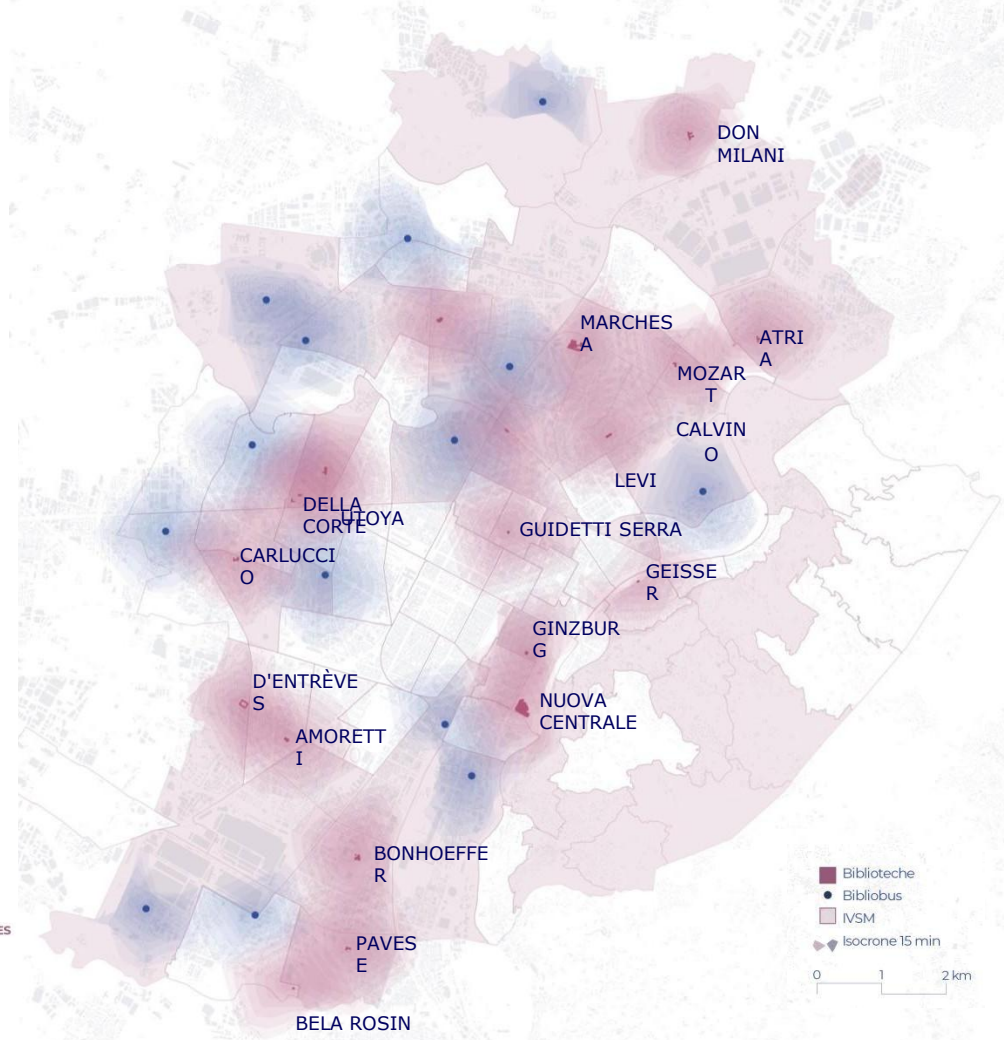 DON
MILANI
MARCHES
A
ATRI
A
MOZAR
T
CALVIN
O
LEVI
DELLA
CORTE
UTOYA
GUIDETTI SERRA
CARLUCCI
O
GEISSE
R
GINZBUR
G
D'ENTRÈVE
S
NUOVA
CENTRALE
AMORETT
I
BONHOEFFE
R
Biblioteche
Bibliobus
IVSM
Isocrone 15 min
ES
PAVES
E
0 1 2 km
BELA ROSIN